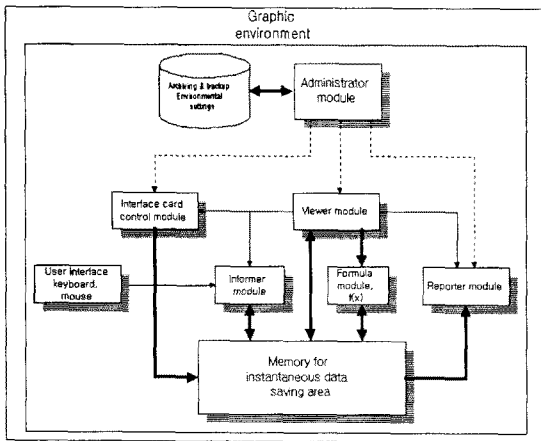 Graphic
environment
Archiving & backup
Environmental
settings
Administrator
module
Interface card
control module
Viewer module
User interface
keyboard,
mouse
Informer
module
Formula
module,
f(x)
Reporter module
Memory for
instantaneous data
saving area